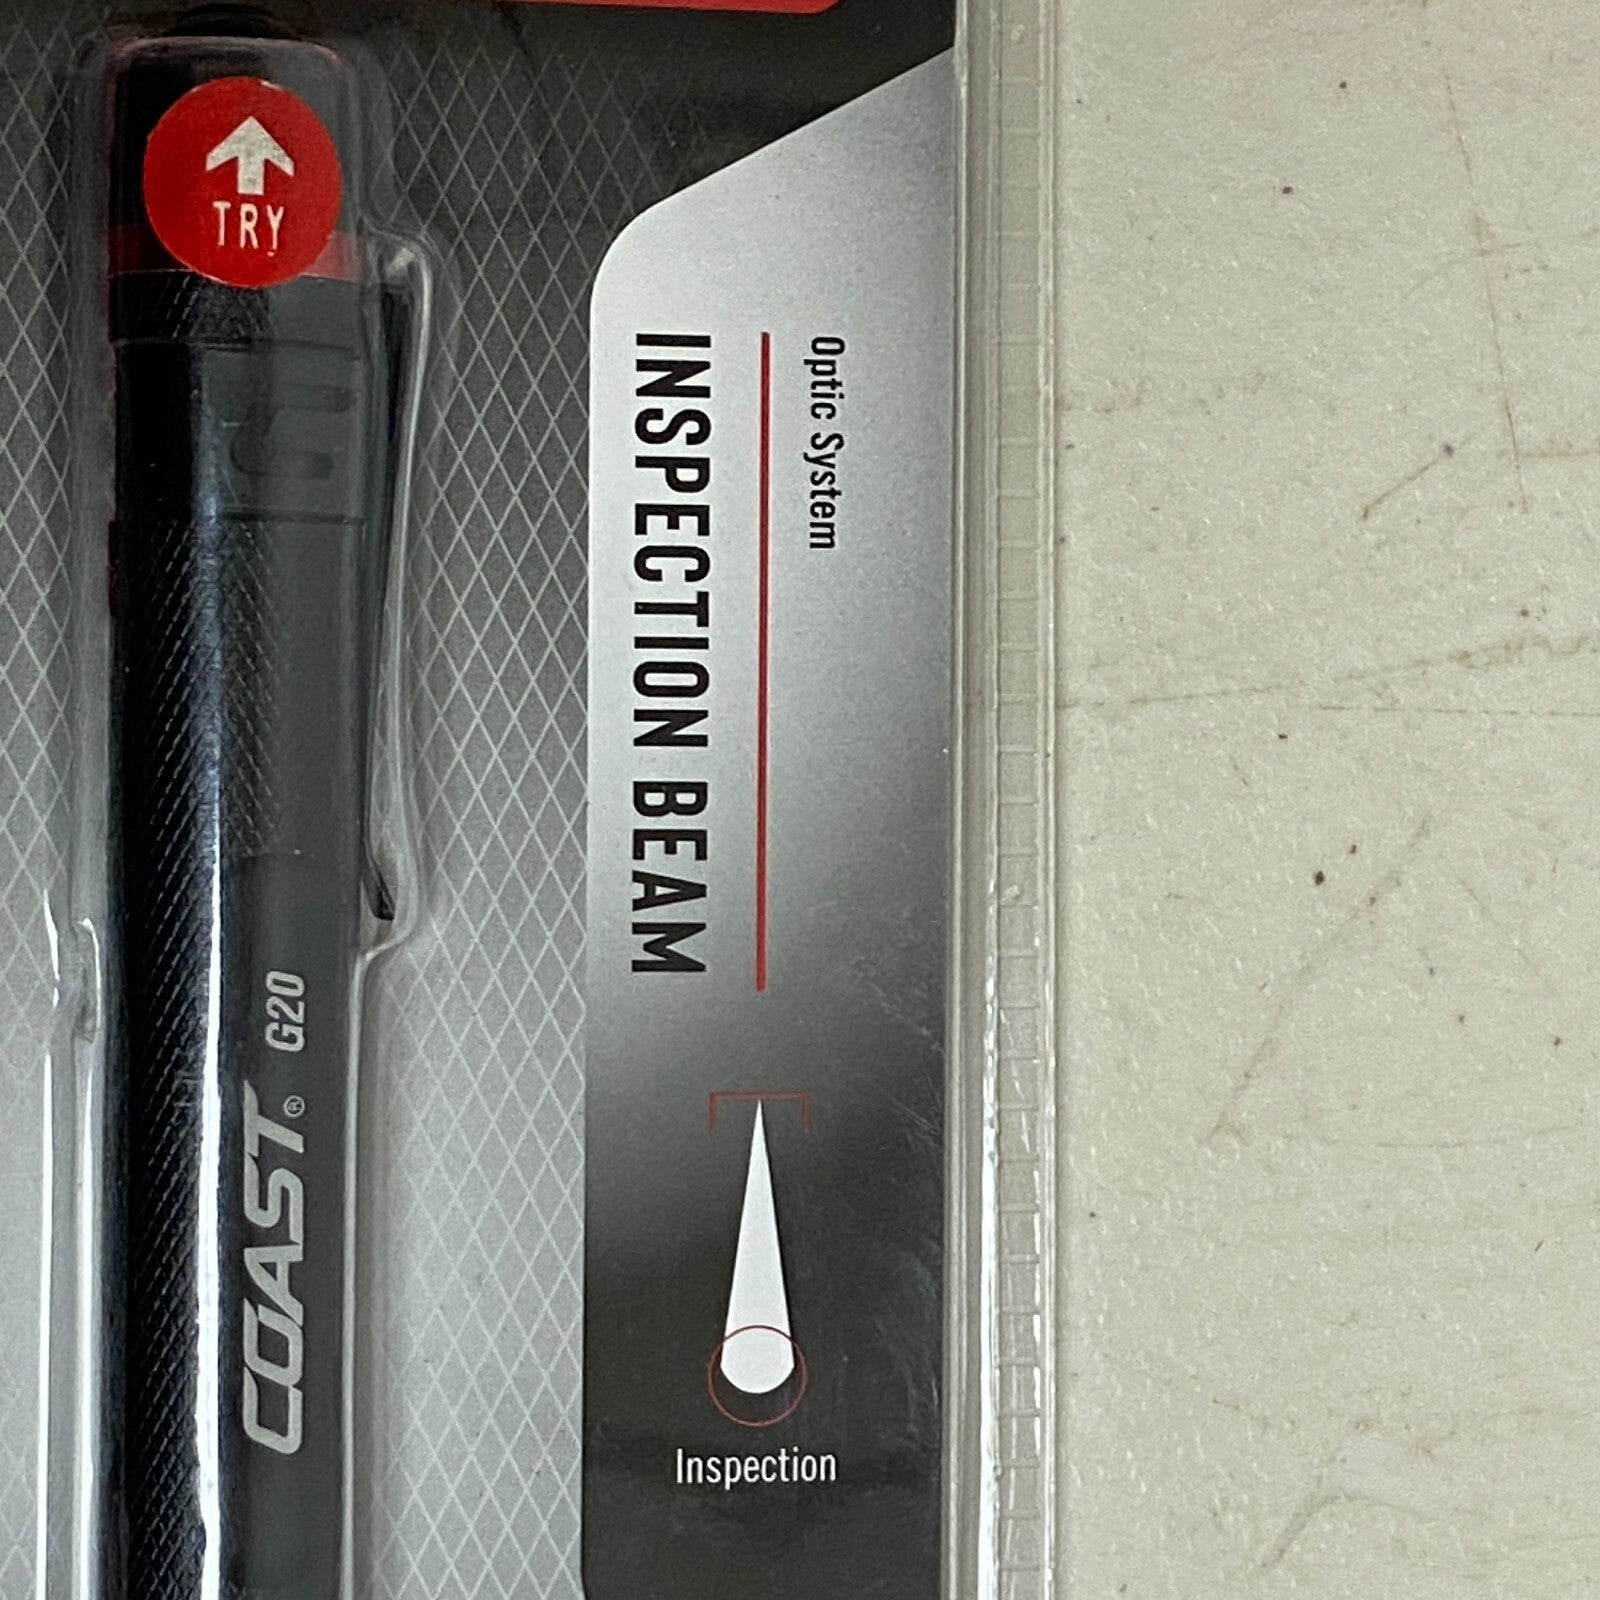 TRY
Optic System
INSPECTION BEAM
COAST® G20
Inspection